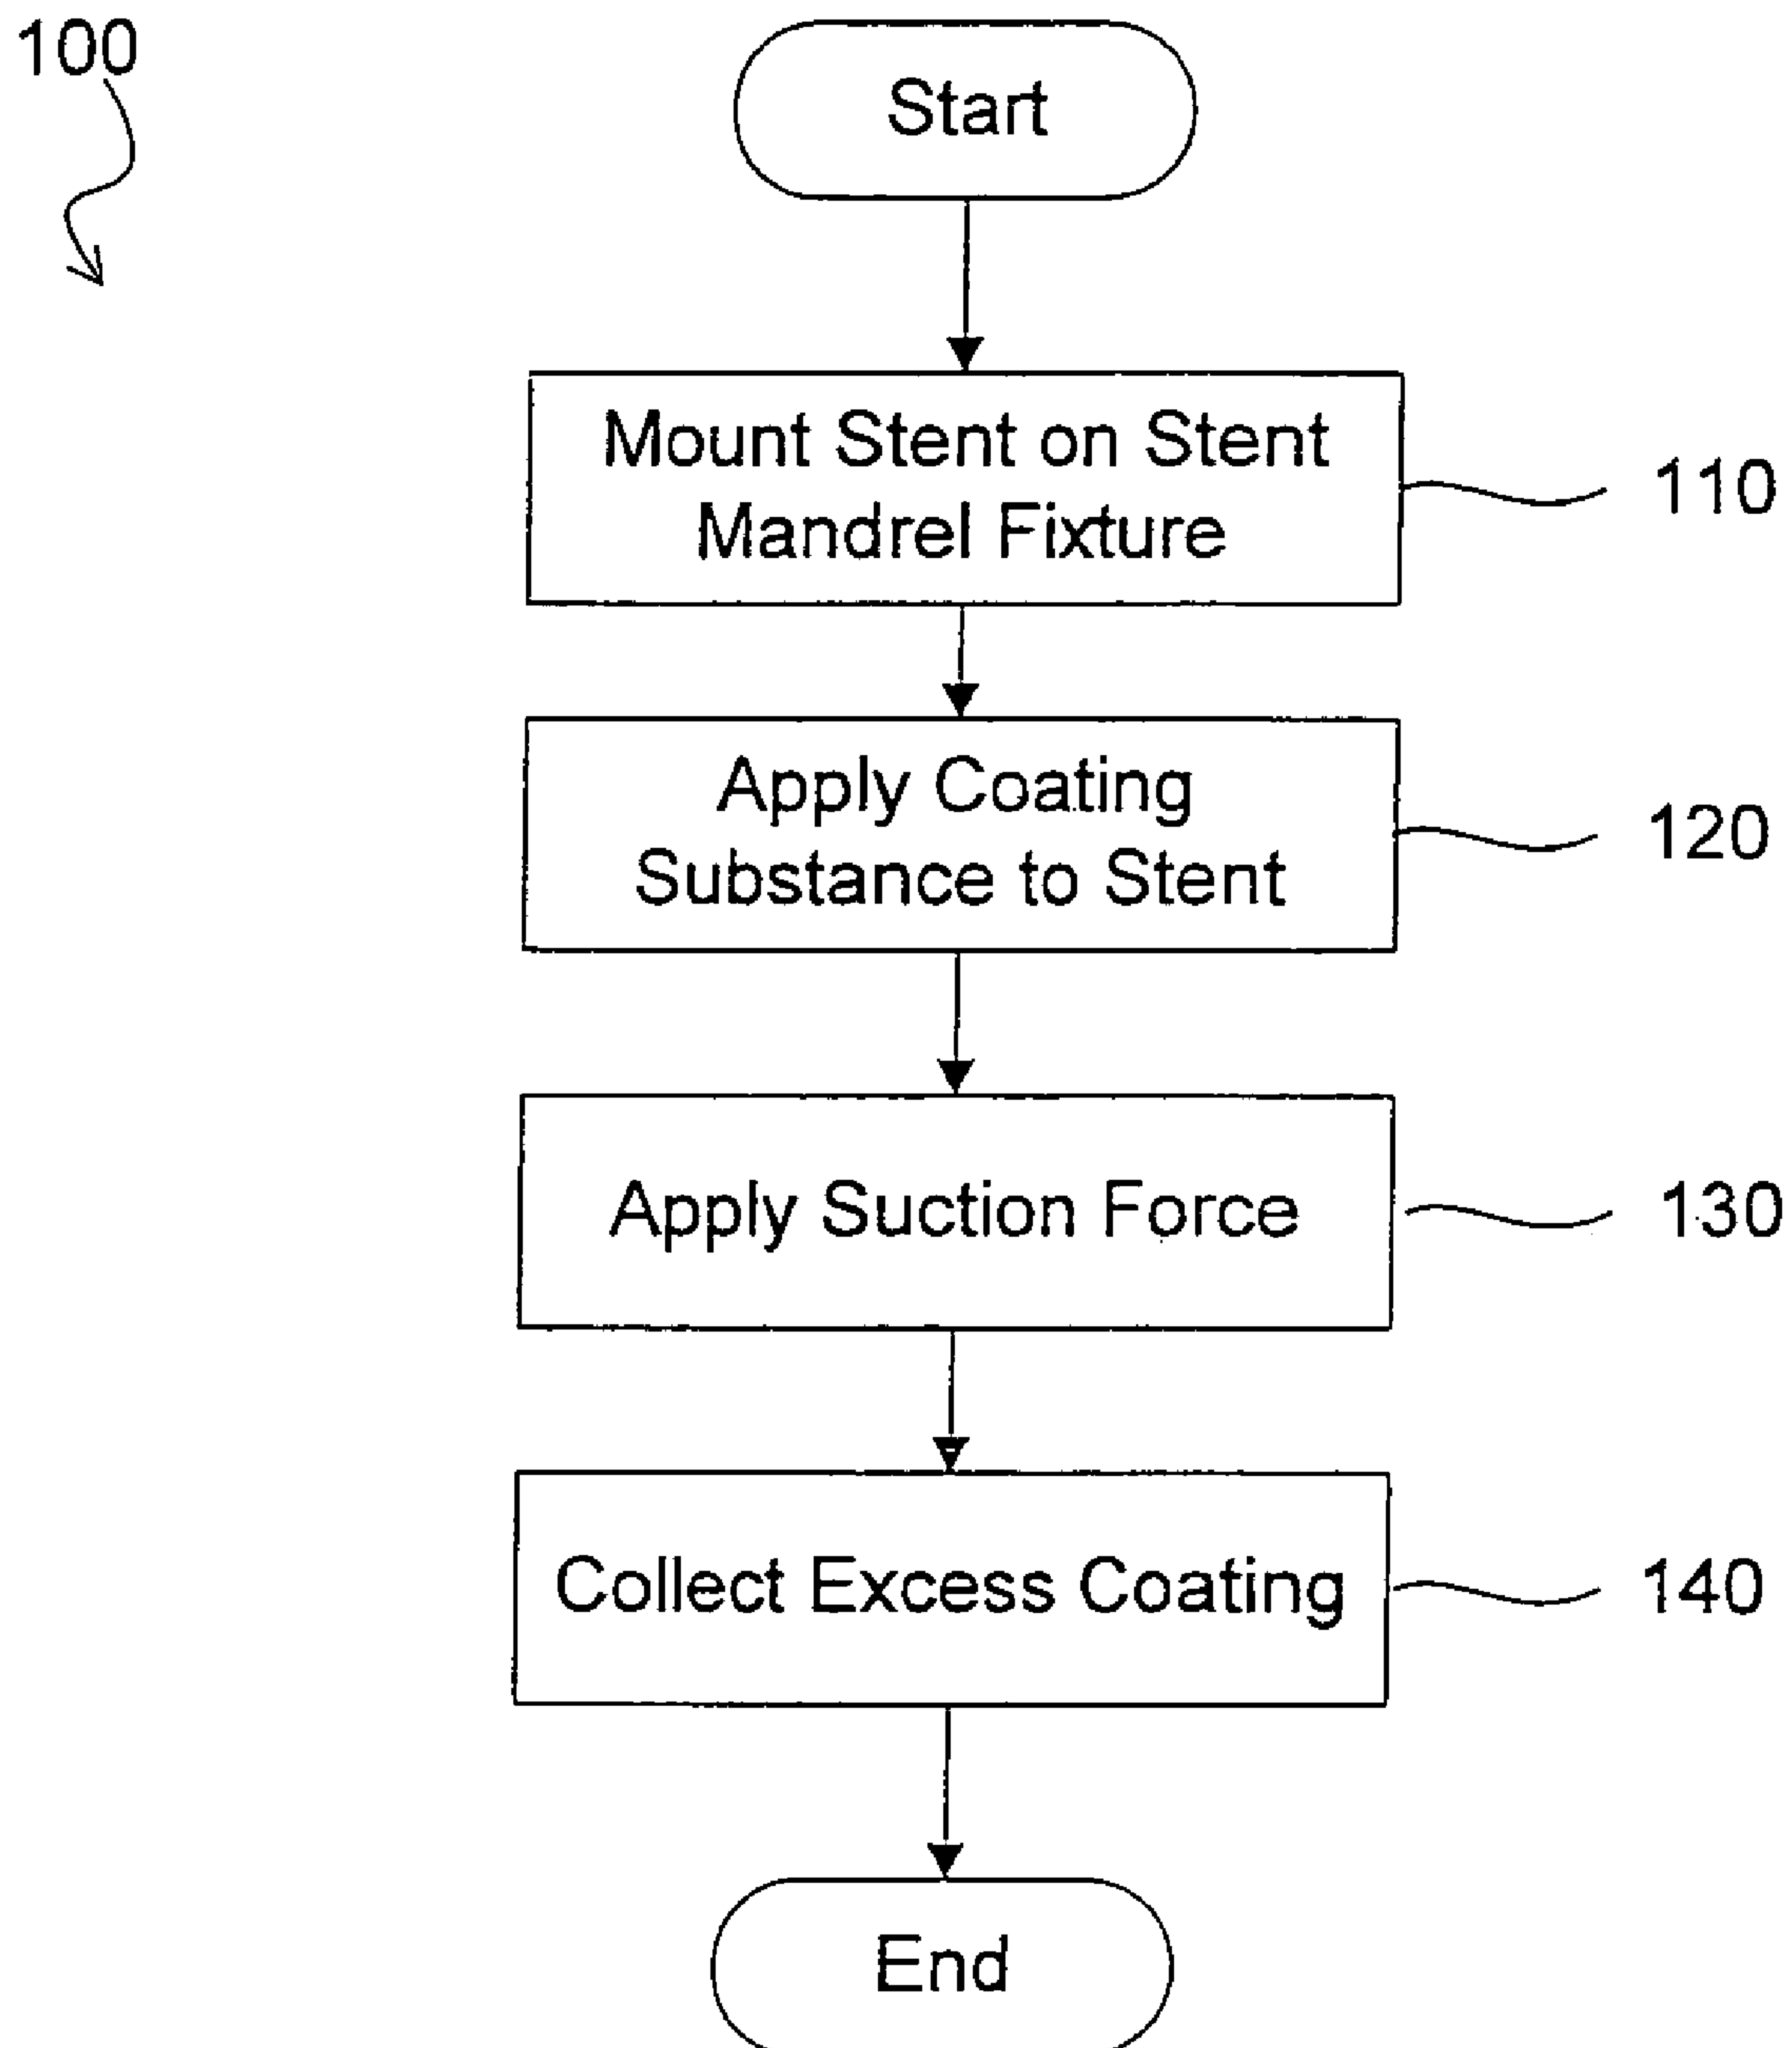 100
Start
Mount Stent on Stent
Mandrel Fixture
110
Apply Coating
Substance to Stent
120
Apply Suction Force
130
Collect Excess Coating
140
End